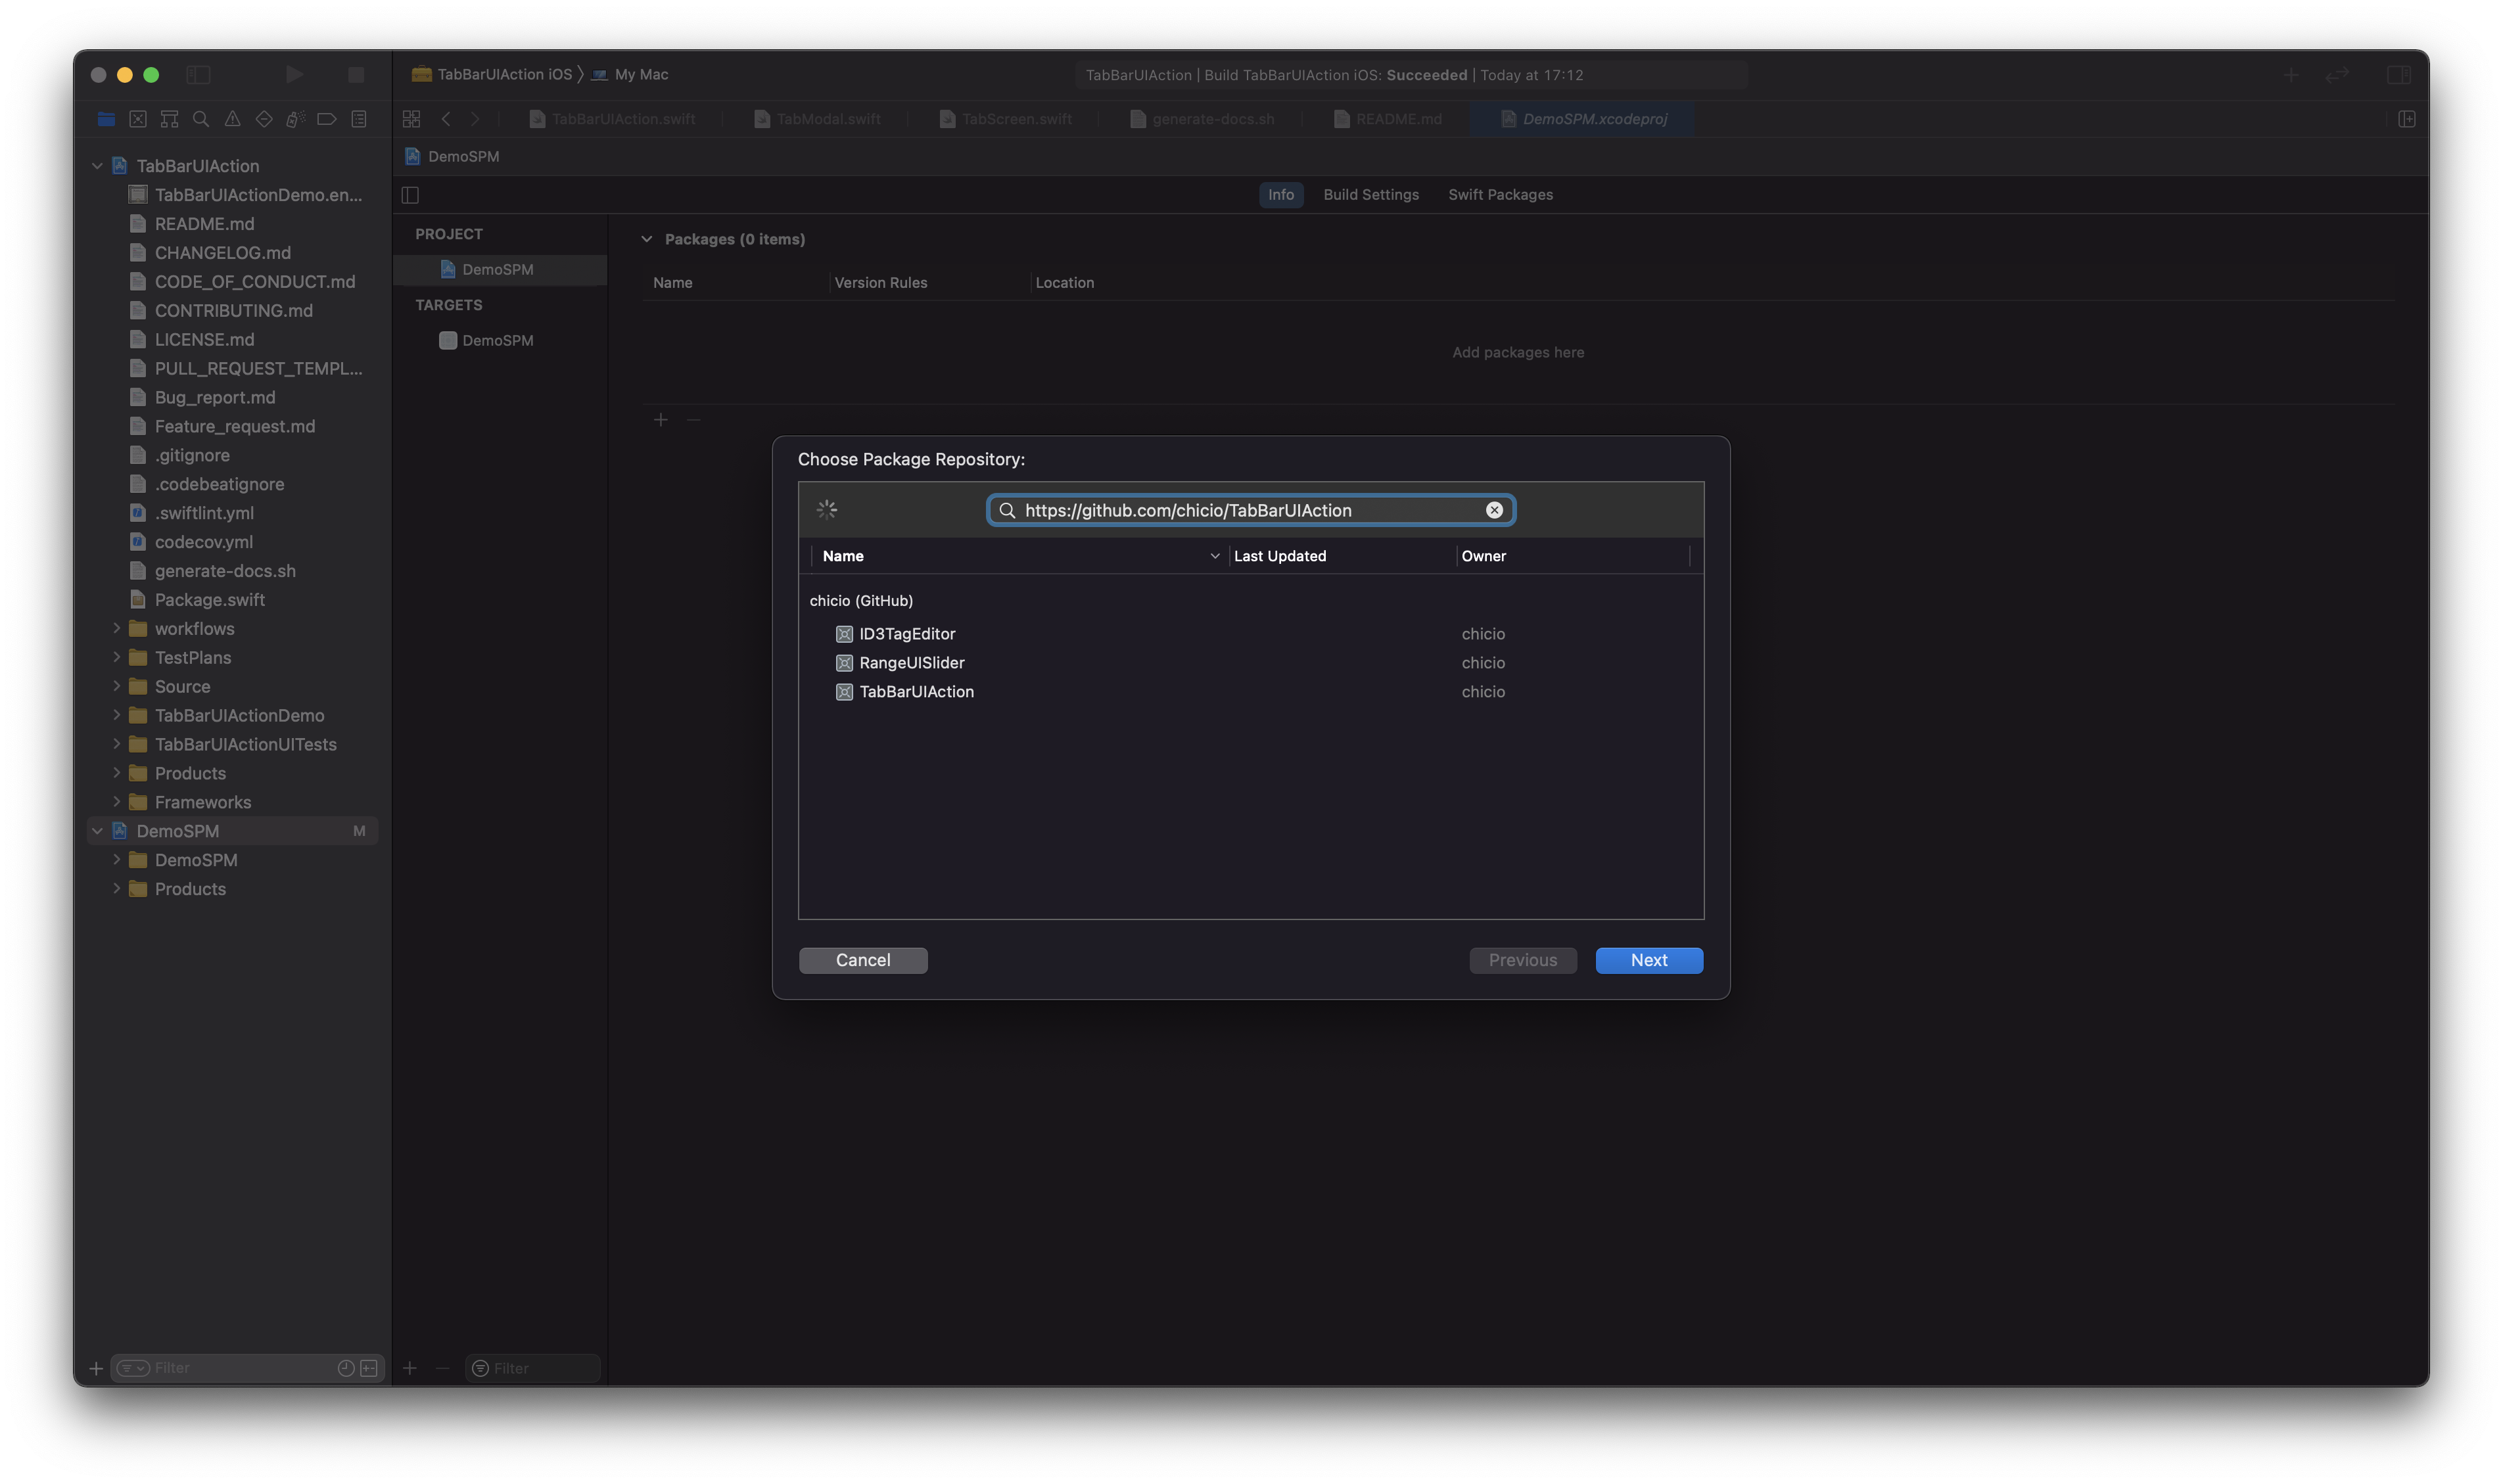 TabBarUIAction iOS 〉 My Mac
TabBarUIAction | Build TabBarUIAction iOS: Succeeded | Today at 17:12
TabBarUIAction.swift
TabModal.swift
TabScreen.swift
generate-docs.sh
README.md
DemoSPM.xcodeproj
DemoSPM
Info
Build Settings
Swift Packages
TabBarUIAction
TabBarUIActionDemo.en...
README.md
CHANGELOG.md
CODE_OF_CONDUCT.md
CONTRIBUTING.md
LICENSE.md
PULL_REQUEST_TEMPL...
Bug_report.md
Feature_request.md
.gitignore
.codebeatignore
.swiftlint.yml
codecov.yml
generate-docs.sh
Package.swift
workflows
TestPlans
Source
TabBarUIActionDemo
TabBarUIActionUITests
Products
Frameworks
DemoSPM M
DemoSPM
Products
Filter
PROJECT
DemoSPM
TARGETS
DemoSPM
Filter
Packages (0 items)
Name Version Rules Location
Add packages here
Choose Package Repository:
https://github.com/chicio/TabBarUIAction
Name Last Updated Owner
chicio (GitHub)
ID3TagEditor chicio
RangeUISlider chicio
TabBarUIAction chicio
Cancel
Previous
Next